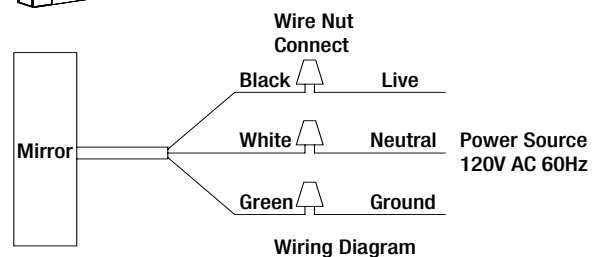 Wire Nut
Connect
Black Live
Mirror White Neutral Power Source
120V AC 60Hz
Green Ground
Wiring Diagram